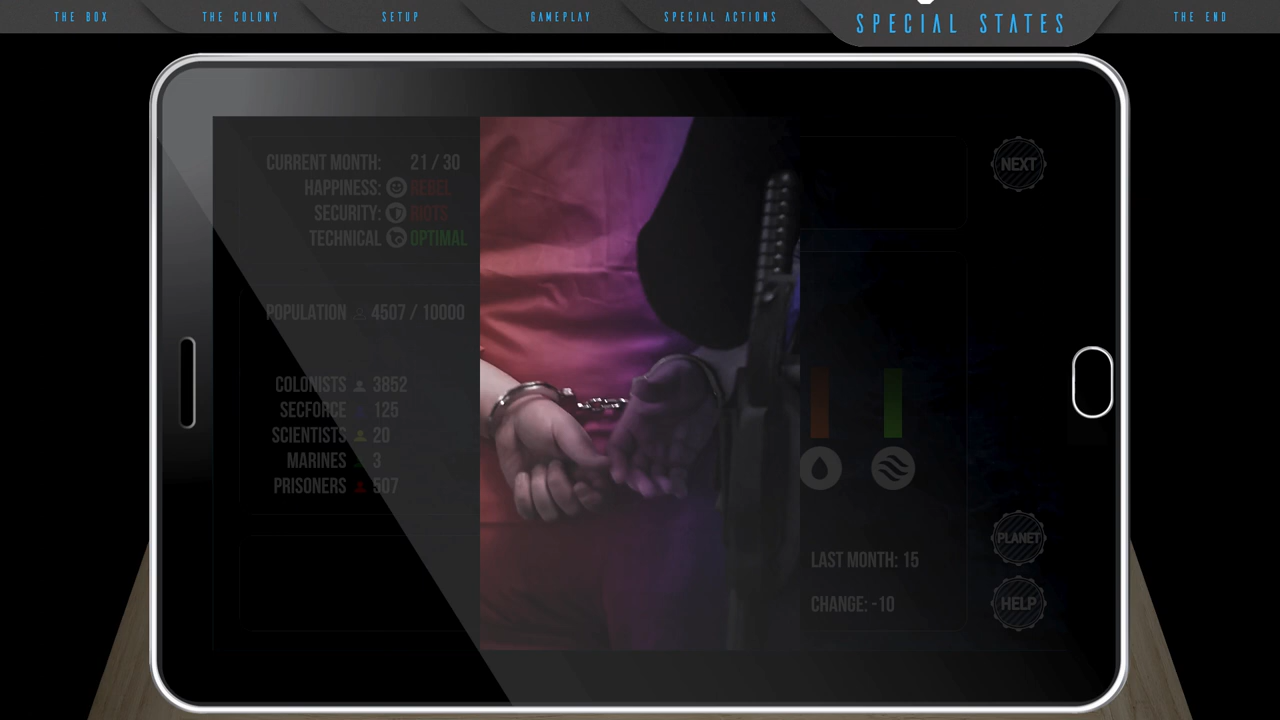 THE BOX
THE COLONY
SETUP
GAMEPLAY
SPECIAL ACTIONS
SPECIAL STATES
THE END
CURRENT MONTH: 21 / 30
HAPPINESS: REBEL
SECURITY: RIOTS
TECHNICAL OPTIMAL
POPULATION 4507 / 10000
COLONISTS 3852
SECFORCE 125
SCIENTISTS 20
MARINES 3
PRISONERS 507
LAST MONTH: 15
CHANGE: -10
NEXT
PLANET
HELP